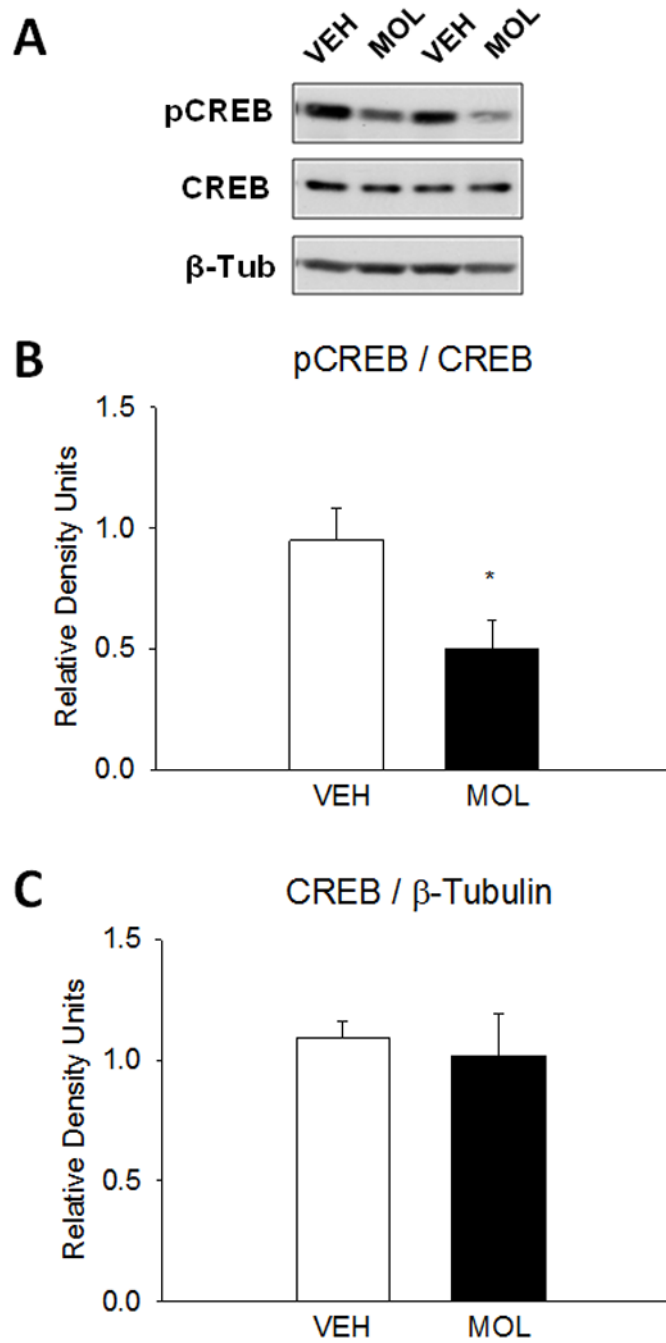 A
VEH MOL VEH MOL
pCREB
CREB
β-Tub
B
pCREB / CREB
Relative Density Units
1.5
1.0
0.5
0.0
*
VEH MOL
C
CREB / β-Tubulin
Relative Density Units
1.5
1.0
0.5
0.0
VEH MOL